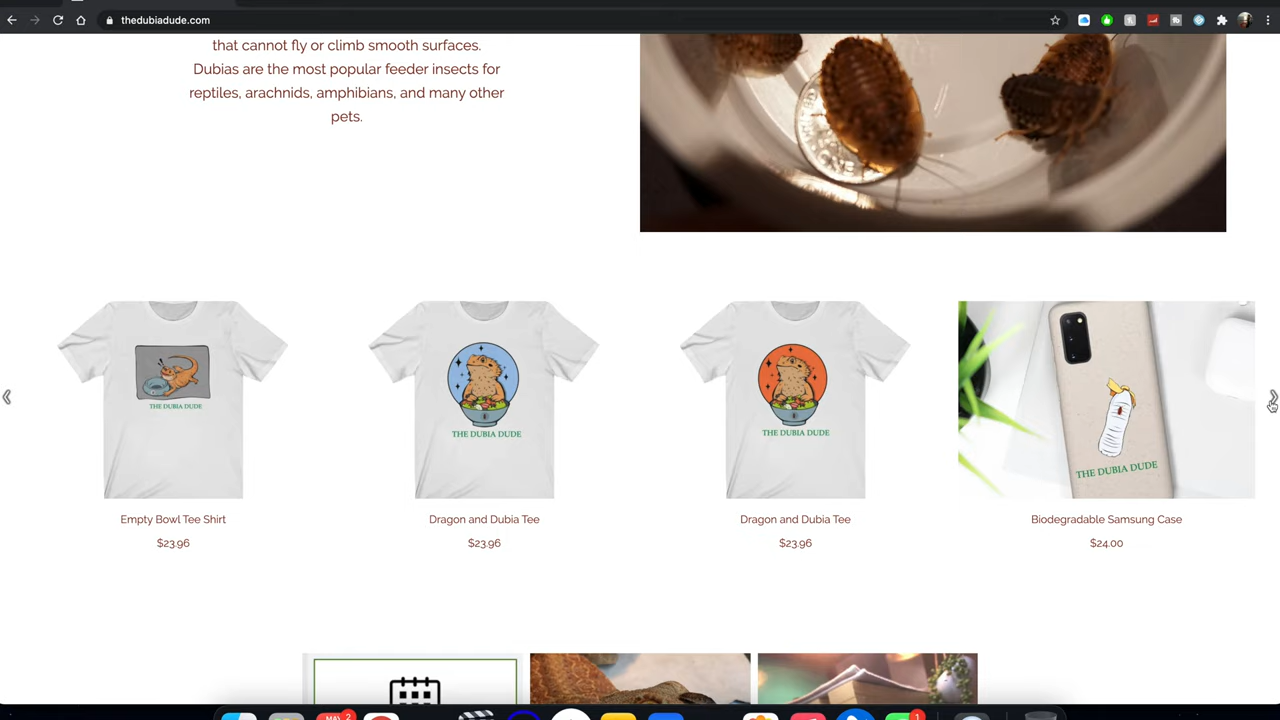 thedubiadude.com
that cannot fly or climb smooth surfaces.
Dubias are the most popular feeder insects for
reptiles, arachnids, amphibians, and many other
pets.
THE DUBIA DUDE
THE DUBIA DUDE
THE DUBIA DUDE
THE DUBIA DUDE
Empty Bowl Tee Shirt
Dragon and Dubia Tee
Dragon and Dubia Tee
Biodegradable Samsung Case
$23.96
$23.96
$23.96
$24.00
MAY
2
1